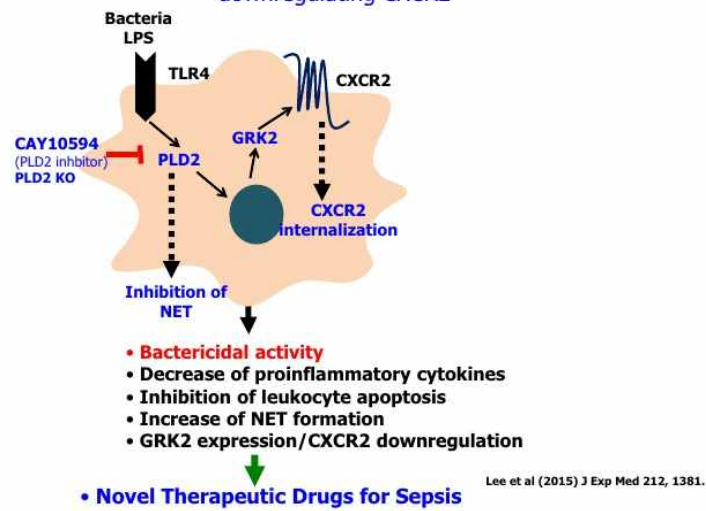 Bacteria
LPS
TLR4
CXCR2
CAY10594
(PLD2 inhbitor)
PLD2 KO
PLD2
GRK2
CXCR2
internalization
Inhibition of
NET
• Bactericidal activity
• Decrease of proinflammatory cytokines
• Inhibition of leukocyte apoptosis
• Increase of NET formation
• GRK2 expression/CXCR2 downregulation
Lee et al (2015) J Exp Med 212, 1381.
• Novel Therapeutic Drugs for Sepsis